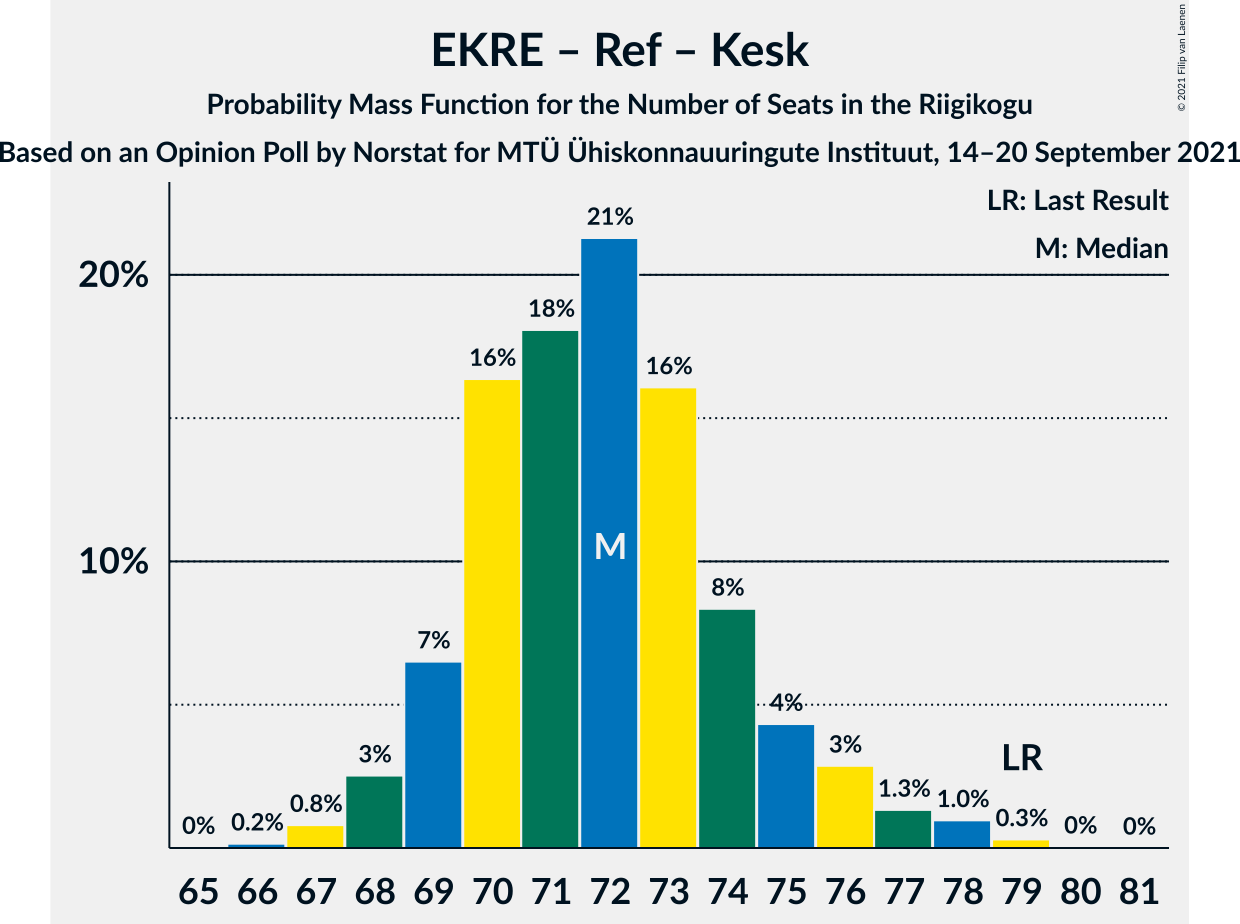 EKRE – Ref – Kesk
Probability Mass Function for the Number of Seats in the Riigikogu
Based on an Opinion Poll by Norstat for MTÜ Ühiskonnauuringute Instituut, 14–20 September 2021
© 2021 Filip van Laenen
LR: Last Result
M: Median
20%
10%
0%
0.2%
0.8%
3%
7%
16%
18%
21%
16%
8%
4%
3%
1.3%
1.0%
0.3%
0%
0%
M
LR
65 66 67 68 69 70 71 72 73 74 75 76 77 78 79 80 81